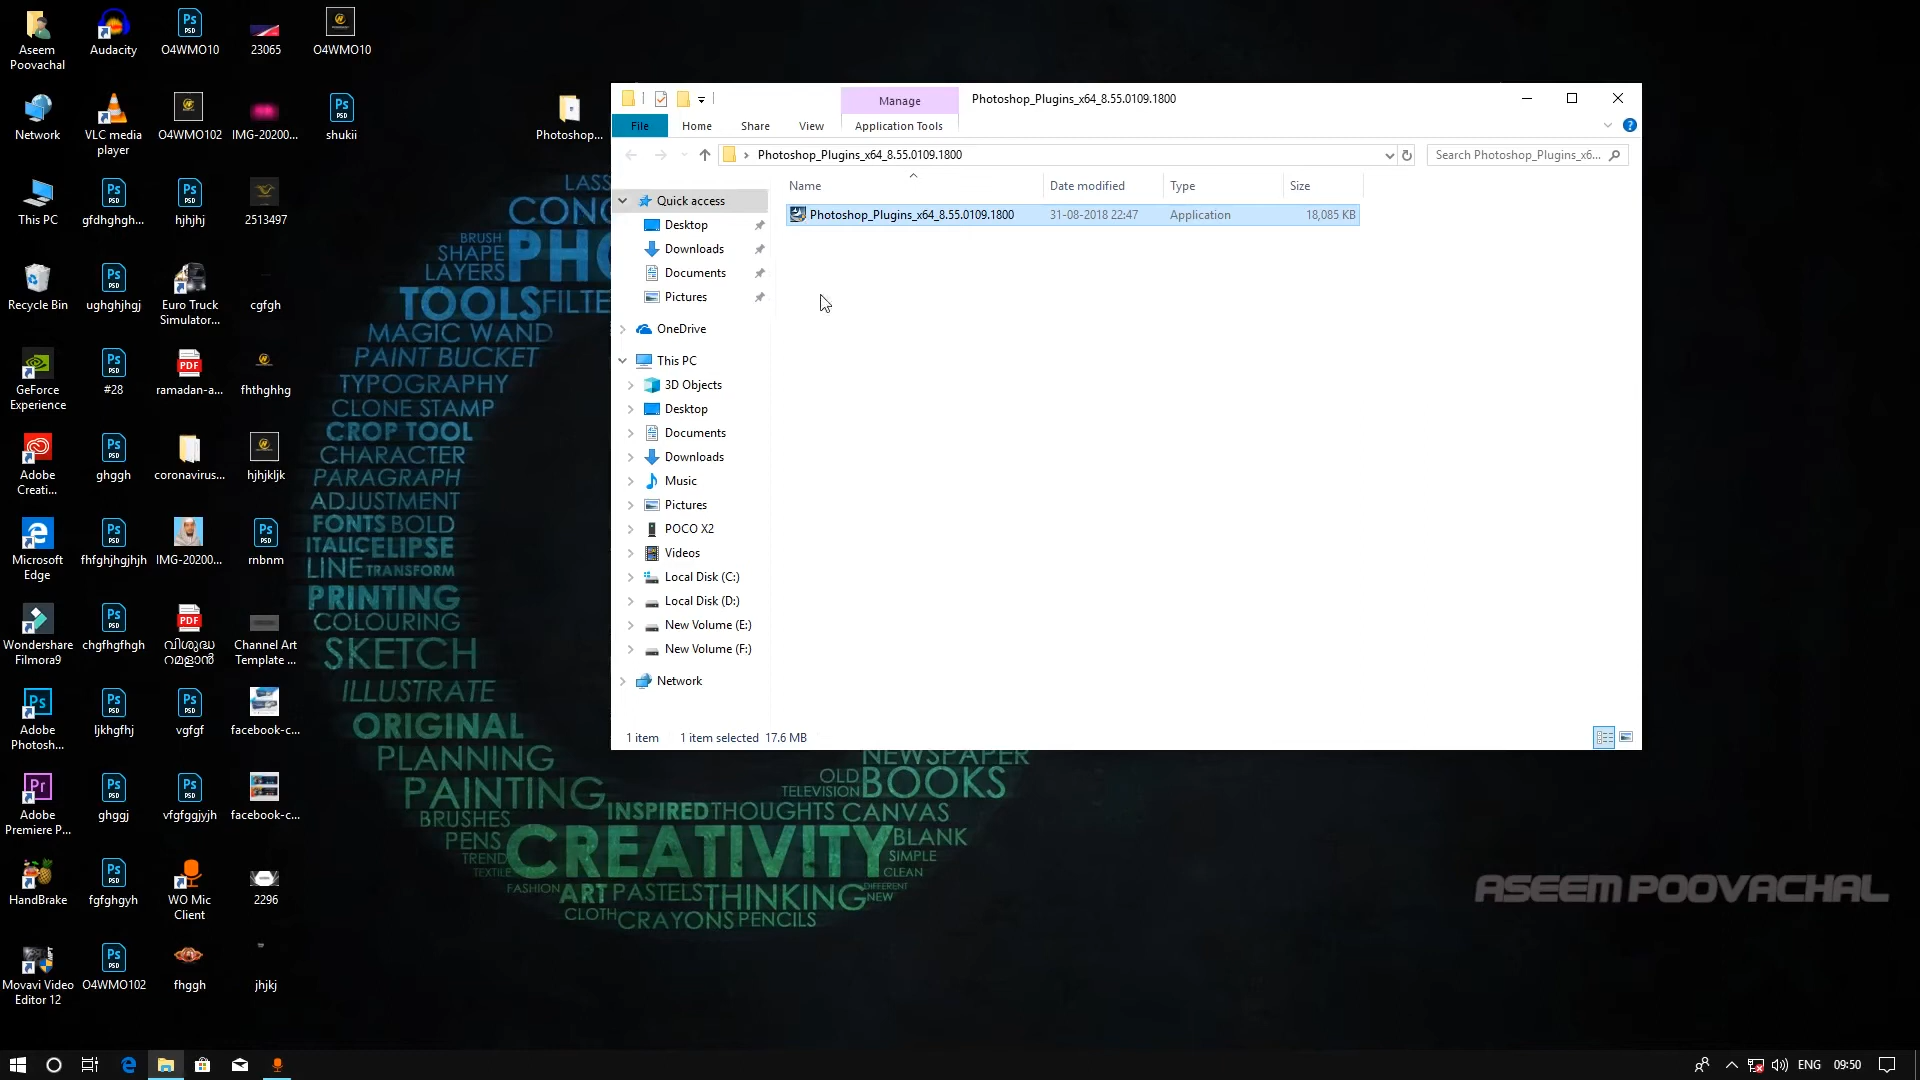 Aseem
Poovachal
Audacity
O4WMO10
23065
O4WMO10
Network
VLC media
player
O4WMO102
IMG-20200...
shukii
Photoshop...
This PC
gfdhghgh...
hjhjhj
2513497
Recycle Bin
ughghjhgj
Euro Truck
Simulator...
cgfgh
GeForce
Experience
#28
ramadan-a...
fhthghhg
Adobe
Creati...
ghggh
coronavirus...
hjhjkljk
Microsoft
Edge
fhfghjhgjhjh
IMG-20200...
rnbnm
Wondershare
Filmora9
chgfhgfhgh
വിശുദ്ധ
റമളാൻ
Channel Art
Template ...
Adobe
Photosh...
ljkhgfhj
vgfgf
facebook-c...
Adobe
Premiere P...
ghggj
vfgfggjyjh
facebook-c...
HandBrake
fgfghgyh
WO Mic
Client
2296
Movavi Video
Editor 12
O4WMO102
fhggh
jhjkj
Manage
Photoshop_Plugins_x64_8.55.0109.1800
File
Home
Share
View
Application Tools
Photoshop_Plugins_x64_8.55.0109.1800
Search Photoshop_Plugins_x6...
Name
Date modified
Type
Size
Photoshop_Plugins_x64_8.55.0109.1800
31-08-2018 22:47
Application
18,085 KB
Quick access
Desktop
Downloads
Documents
Pictures
OneDrive
This PC
3D Objects
Desktop
Documents
Downloads
Music
Pictures
POCO X2
Videos
Local Disk (C:)
Local Disk (D:)
New Volume (E:)
New Volume (F:)
Network
1 item
1 item selected 17.6 MB
LASS
CONC
BRUSH
SHAPE
LAYERS
PHO
TOOLS FILTE
MAGIC WAND
PAINT BUCKET
TYPOGRAPHY
CLONE STAMP
CROP TOOL
CHARACTER
PARAGRAPH
ADJUSTMENT
FONTS BOLD
ITALIC ELIPSE
LINE TRANSFORM
PRINTING
COLOURING
SKETCH
ILLUSTRATE
ORIGINAL
PLANNING
NEWSPAPER
OLD
TELEVISION
BOOKS
PAINTING
INSPIRED THOUGHTS CANVAS
BRUSHES
PENS
TREND
TEXTILE
CREATIVITY
BLANK
SIMPLE
CLEAN
FASHION
ART PASTELS THINKING
DIFFERENT
NEW
CLOTH CRAYONS PENCILS
ASEEM POOVACHAL
ENG
09:50